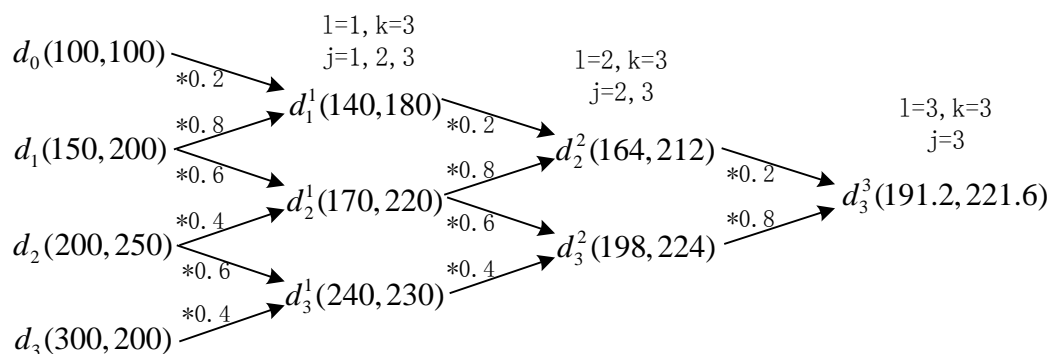 l=1, k=3
j=1, 2, 3
d₀(100,100)
*0.2
l=2, k=3
j=2, 3
d₁¹(140,180)
*0.8
*0.2
l=3, k=3
j=3
d₁(150,200)
*0.6
d₂²(164,212)
*0.8
*0.2
d₂¹(170,220)
d₃³(191.2,221.6)
*0.4
*0.6
*0.8
d₂(200,250)
d₃²(198,224)
*0.6
*0.4
d₃¹(240,230)
*0.4
d₃(300,200)